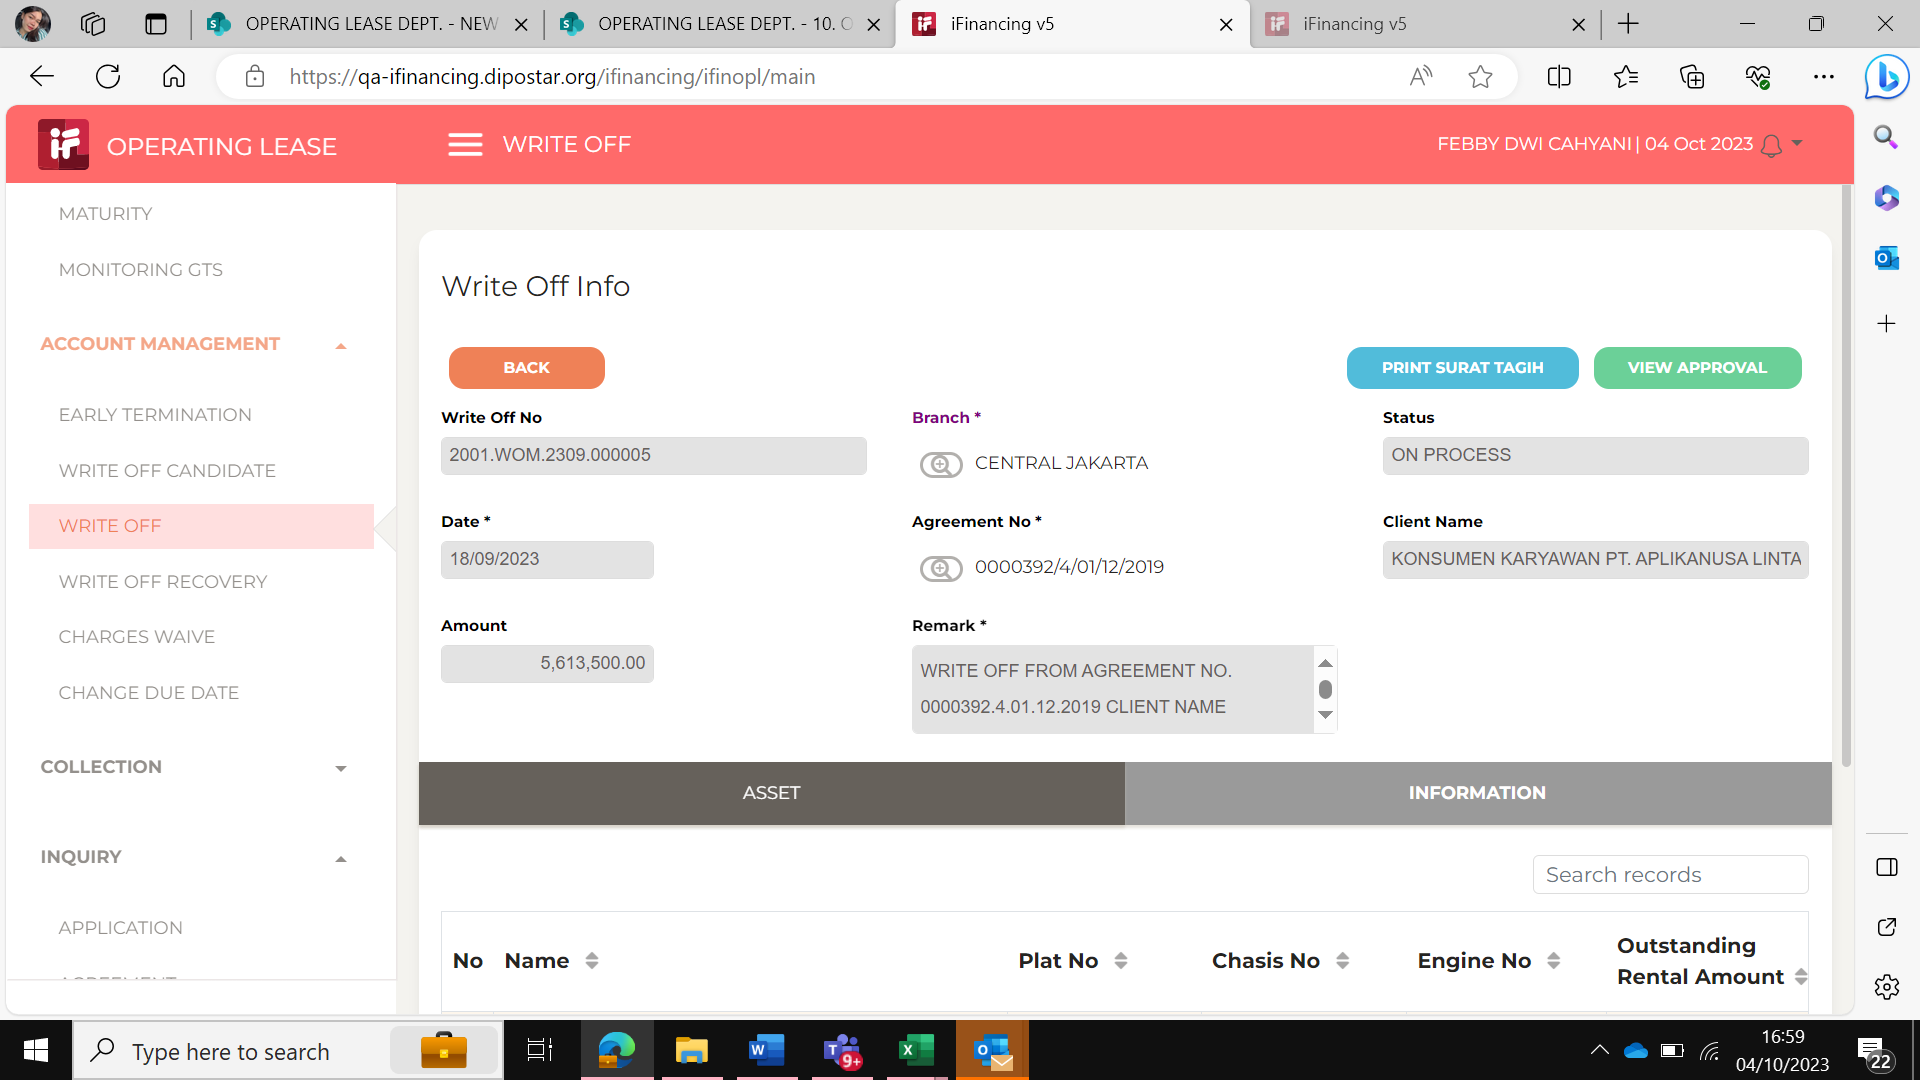 OPERATING LEASE DEPT. - NEW
OPERATING LEASE DEPT. - 10. O
iFinancing v5
iFinancing v5
https://qa-ifinancing.dipostar.org/ifinancing/ifinopl/main
iF OPERATING LEASE
WRITE OFF
FEBBY DWI CAHYANI | 04 Oct 2023
MATURITY
MONITORING GTS
ACCOUNT MANAGEMENT
EARLY TERMINATION
WRITE OFF CANDIDATE
WRITE OFF
WRITE OFF RECOVERY
CHARGES WAIVE
CHANGE DUE DATE
COLLECTION
INQUIRY
APPLICATION
AGREEMENT
Write Off Info
BACK
PRINT SURAT TAGIH
VIEW APPROVAL
Write Off No
2001.WOM.2309.000005
Branch *
CENTRAL JAKARTA
Status
ON PROCESS
Date *
18/09/2023
Agreement No *
0000392/4/01/12/2019
Client Name
KONSUMEN KARYAWAN PT. APLIKANUSA LINTA
Amount
5,613,500.00
Remark *
WRITE OFF FROM AGREEMENT NO.
0000392.4.01.12.2019 CLIENT NAME
ASSET
INFORMATION
Search records
No
Name
Plat No
Chasis No
Engine No
Outstanding
Rental Amount
Type here to search
9+
16:59
04/10/2023
22